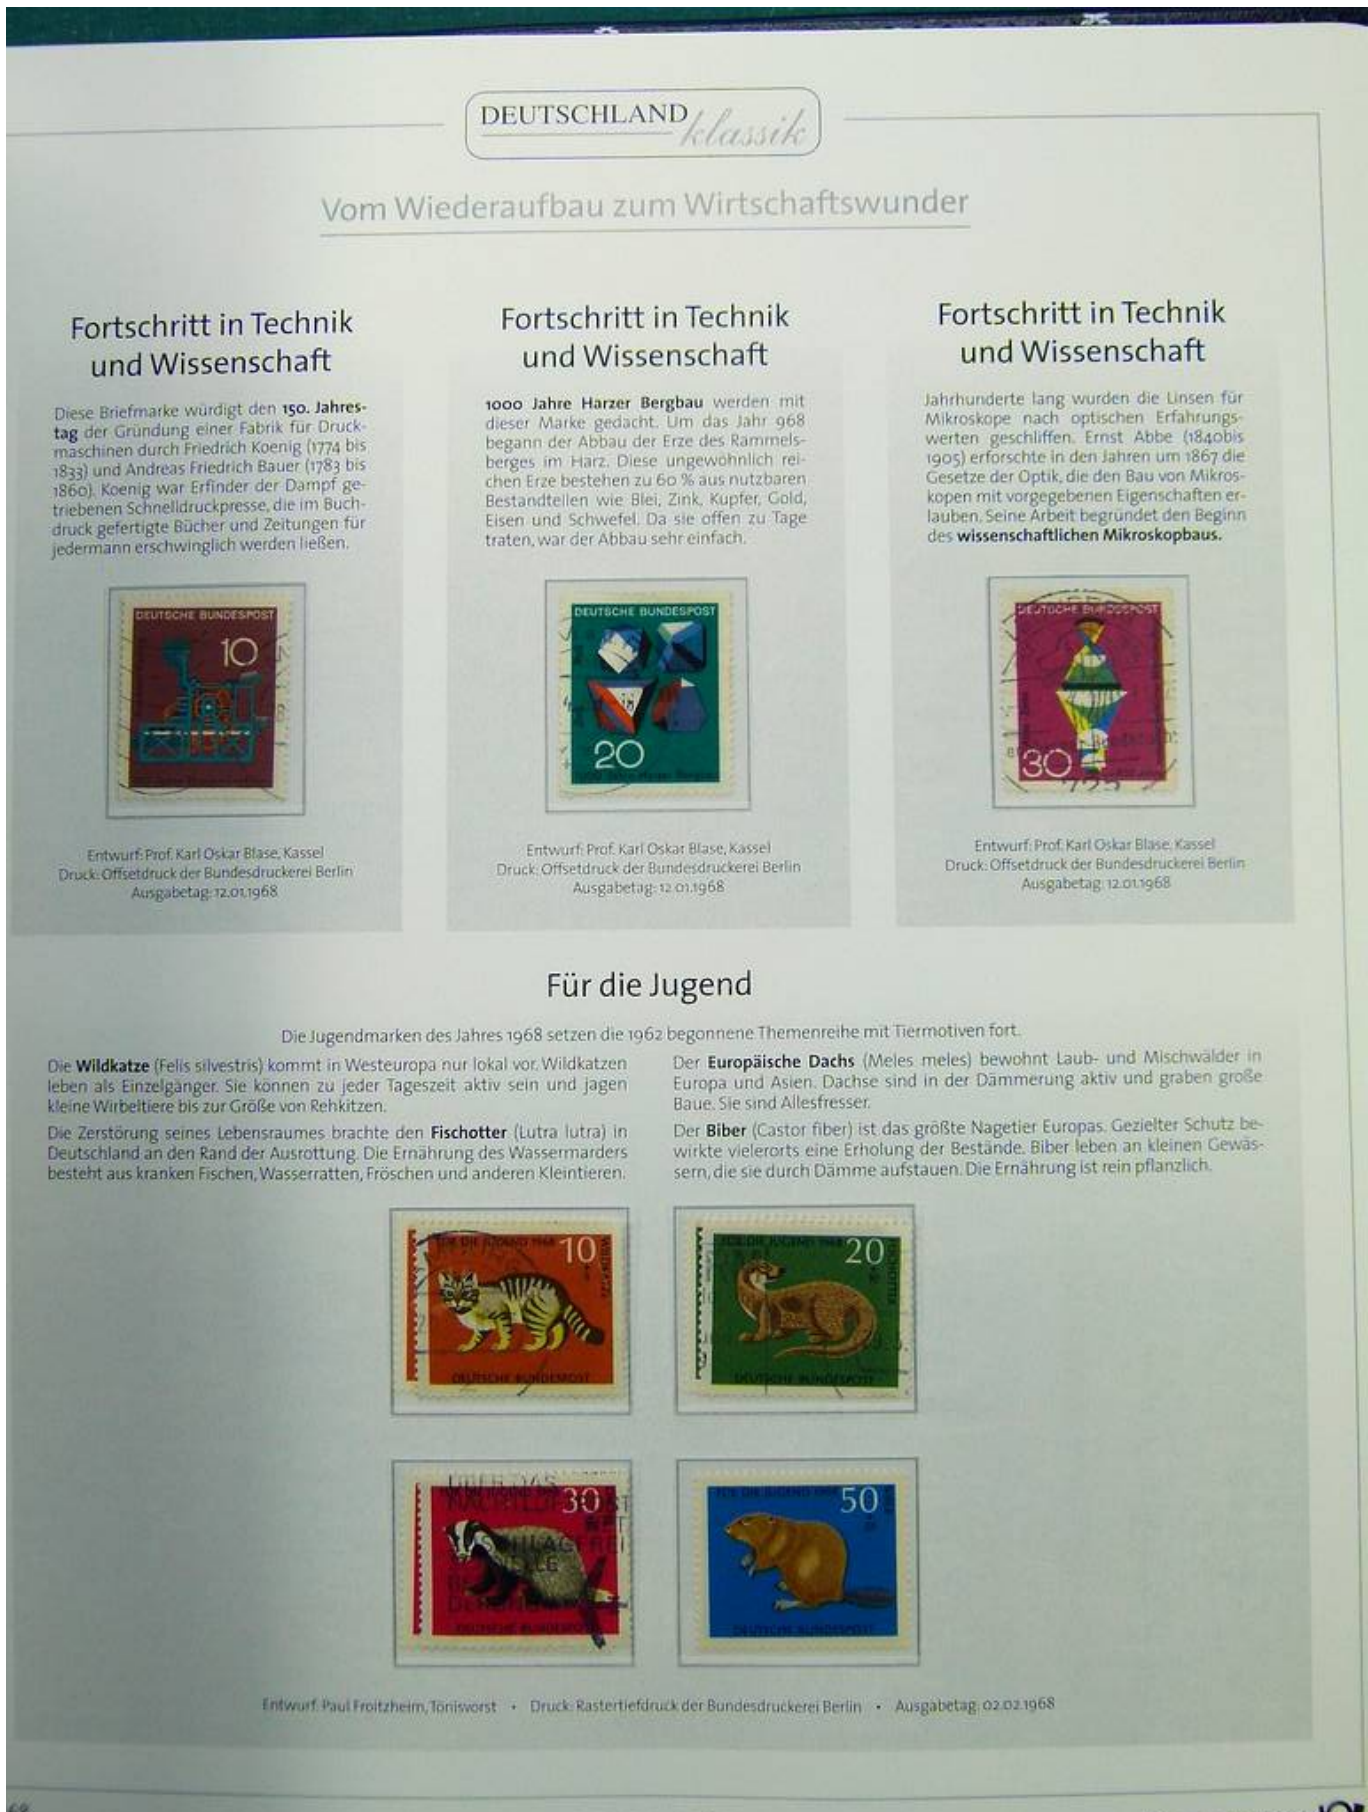 DEUTSCHLAND klassik
Vom Wiederaufbau zum Wirtschaftswunder
Fortschritt in Technik
und Wissenschaft
Diese Briefmarke würdigt den 150. Jahres-
tag der Gründung einer Fabrik für Druck-
maschinen durch Friedrich Koenig (1774 bis
1833) und Andreas Friedrich Bauer (1783 bis
1860). Koenig war Erfinder der Dampf ge-
triebenen Schnelldruckpresse, die im Buch-
druck gefertigte Bücher und Zeitungen für
jedermann erschwinglich werden ließen.
DEUTSCHE BUNDESPOST
10
Entwurf: Prof. Karl Oskar Blase, Kassel
Druck: Offsetdruck der Bundesdruckerei Berlin
Ausgabetag: 12.01.1968
Fortschritt in Technik
und Wissenschaft
1000 Jahre Harzer Bergbau werden mit
dieser Marke gedacht. Um das Jahr 968
begann der Abbau der Erze des Rammels-
berges im Harz. Diese ungewöhnlich rei-
chen Erze bestehen zu 60 % aus nutzbaren
Bestandteilen wie Blei, Zink, Kupfer, Gold,
Eisen und Schwefel. Da sie offen zu Tage
traten, war der Abbau sehr einfach.
DEUTSCHE BUNDESPOST
20
Entwurf: Prof. Karl Oskar Blase, Kassel
Druck: Offsetdruck der Bundesdruckerei Berlin
Ausgabetag: 12.01.1968
Fortschritt in Technik
und Wissenschaft
Jahrhunderte lang wurden die Linsen für
Mikroskope nach optischen Erfahrungs-
werten geschliffen. Ernst Abbe (1840bis
1905) erforschte in den Jahren um 1867 die
Gesetze der Optik, die den Bau von Mikros-
kopen mit vorgegebenen Eigenschaften er-
lauben. Seine Arbeit begründet den Beginn
des wissenschaftlichen Mikroskopbaus.
DEUTSCHE BUNDESPOST
30
Entwurf: Prof. Karl Oskar Blase, Kassel
Druck: Offsetdruck der Bundesdruckerei Berlin
Ausgabetag: 12.01.1968
Für die Jugend
Die Jugendmarken des Jahres 1968 setzen die 1962 begonnene Themenreihe mit Tiermotiven fort.
Die Wildkatze (Felis silvestris) kommt in Westeuropa nur lokal vor. Wildkatzen
leben als Einzelgänger. Sie können zu jeder Tageszeit aktiv sein und jagen
kleine Wirbeltiere bis zur Größe von Rehkitzen.
Die Zerstörung seines Lebensraumes brachte den Fischotter (Lutra lutra) in
Deutschland an den Rand der Ausrottung. Die Ernährung des Wassermarders
besteht aus kranken Fischen, Wasserratten, Fröschen und anderen Kleintieren.
Der Europäische Dachs (Meles meles) bewohnt Laub- und Mischwälder in
Europa und Asien. Dachse sind in der Dämmerung aktiv und graben große
Baue. Sie sind Allesfresser.
Der Biber (Castor fiber) ist das größte Nagetier Europas. Gezielter Schutz be-
wirkte vielerorts eine Erholung der Bestände. Biber leben an kleinen Gewäs-
sern, die sie durch Dämme aufstauen. Die Ernährung ist rein pflanzlich.
FÜR DIE JUGEND 1968
10
WILDKATZE
DEUTSCHE BUNDESPOST
FÜR DIE JUGEND 1968
20
FISCHOTTER
DEUTSCHE BUNDESPOST
30
DEUTSCHE BUNDESPOST
FÜR DIE JUGEND 1968
50
DEUTSCHE BUNDESPOST
Entwurf: Paul Froitzheim, Tönisvorst • Druck: Rastertiefdruck der Bundesdruckerei Berlin • Ausgabetag: 02.02.1968